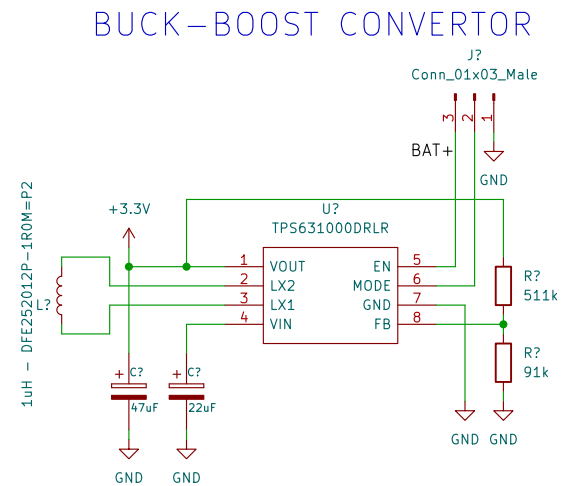 BUCK-BOOST CONVERTOR
J?
Conn_01x03_Male
3
2
1
BAT+
GND
1uH - DFE252012P-1R0M=P2
+3.3V
U?
TPS631000DRLR
1
VOUT
EN
5
2
LX2
MODE
6
3
LX1
GND
7
4
VIN
FB
8
L?
R?
511k
R?
91k
+
C?
47uF
+
C?
22uF
GND
GND
GND
GND